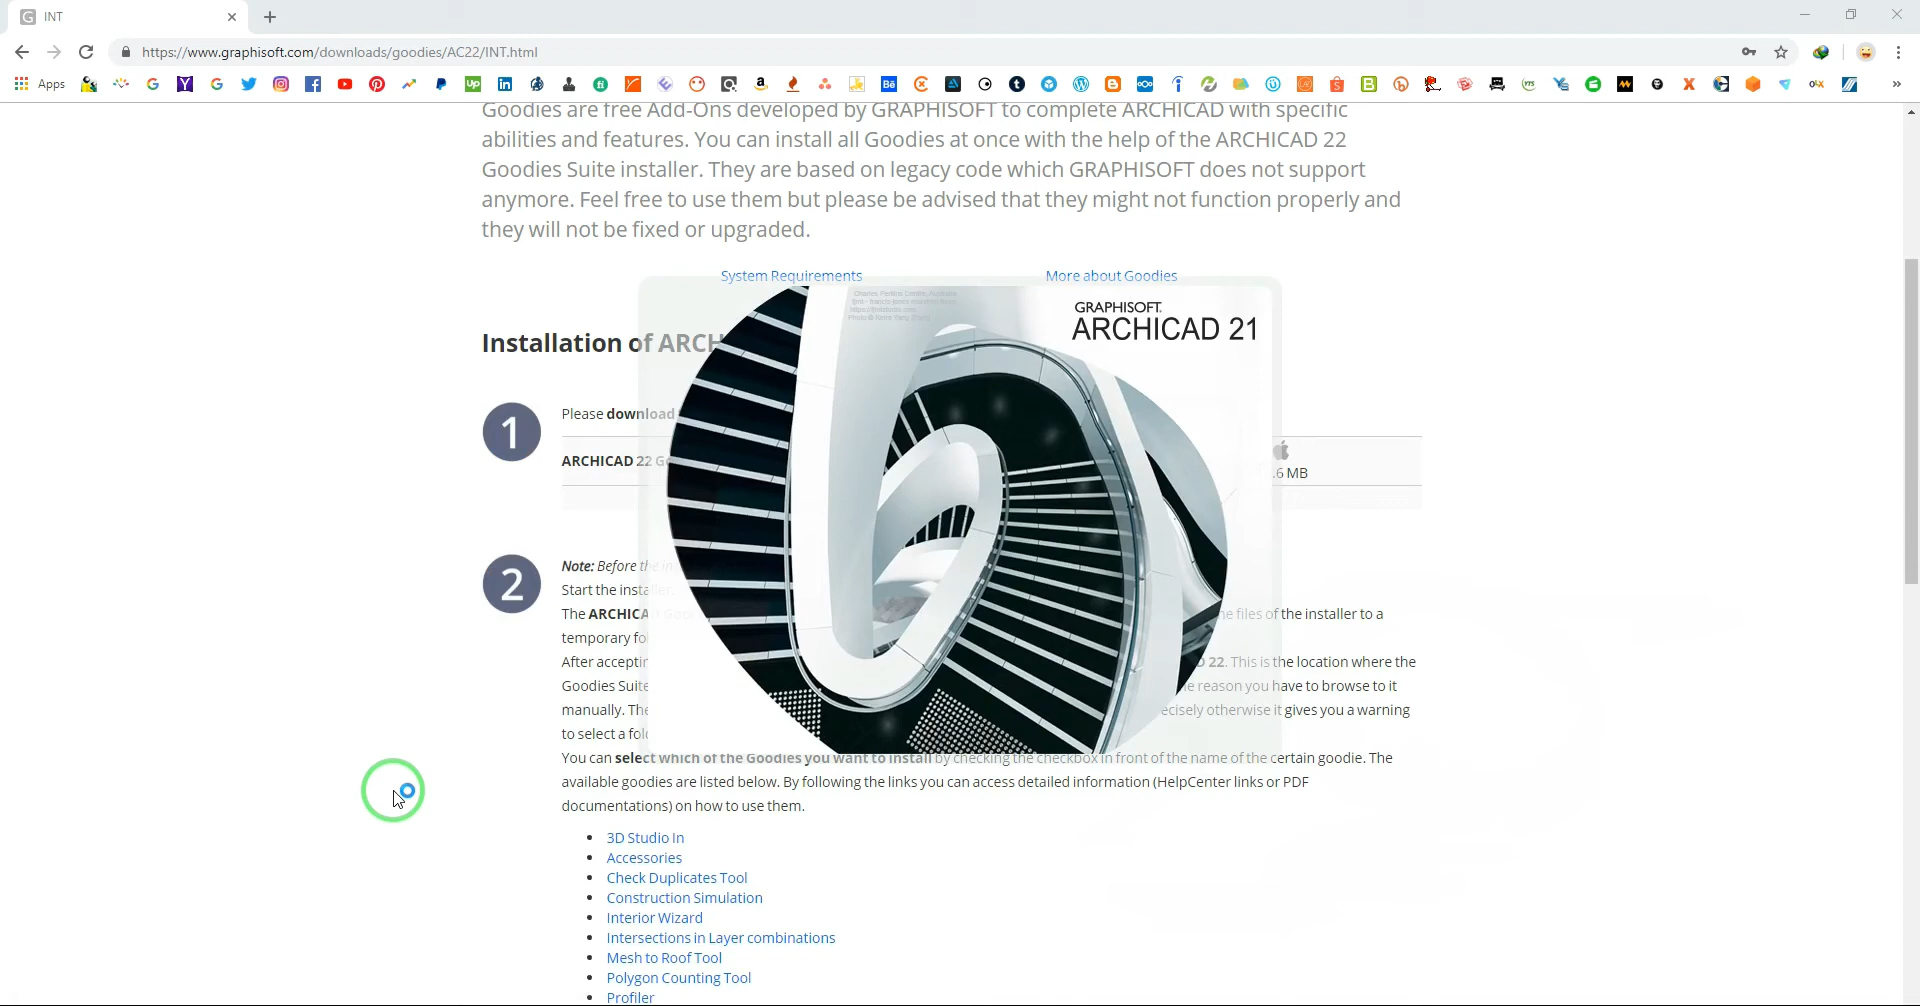 INT
https://www.graphisoft.com/downloads/goodies/AC22/INT.html
Apps
Goodies are free Add-Ons developed by GRAPHISOFT to complete ARCHICAD with specific
abilities and features. You can install all Goodies at once with the help of the ARCHICAD 22
Goodies Suite installer. They are based on legacy code which GRAPHISOFT does not support
anymore. Feel free to use them but please be advised that they might not function properly and
they will not be fixed or upgraded.
System Requirements
More about Goodies
GRAPHISOFT.
ARCHICAD 21
Installation of ARCH
1
Please download
ARCHICAD 22 G
.6 MB
2
Note: Before the in
Start the installer
The ARCHICAD Goo
he files of the installer to a
temporary fo
After acceptin
D 22. This is the location where the
Goodies Suite
e reason you have to browse to it
manually. The
ecisely otherwise it gives you a warning
to select a fol
You can select which of the Goodies you want to install by checking the checkbox in front of the name of the certain goodie. The
available goodies are listed below. By following the links you can access detailed information (HelpCenter links or PDF
documentations) on how to use them.
3D Studio In
Accessories
Check Duplicates Tool
Construction Simulation
Interior Wizard
Intersections in Layer combinations
Mesh to Roof Tool
Polygon Counting Tool
Profiler